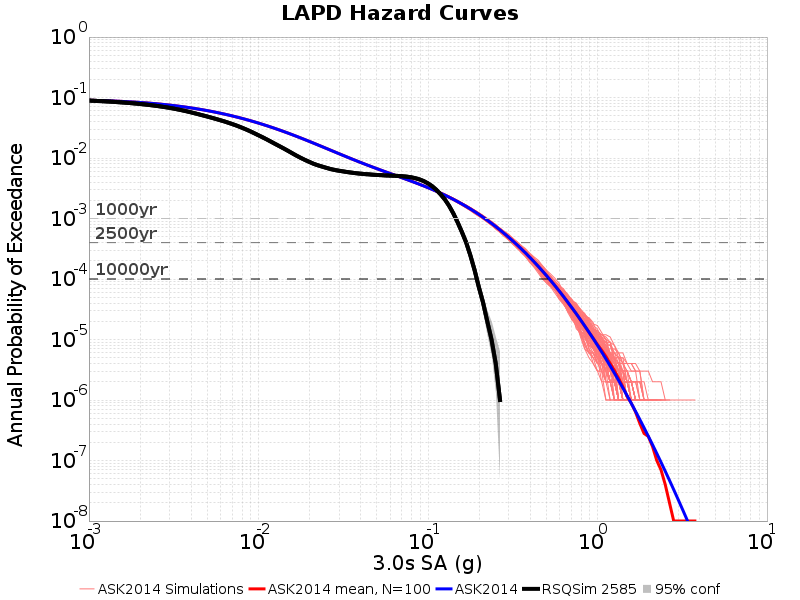 LAPD Hazard Curves
Annual Probability of Exceedance
10^0
10^-1
10^-2
10^-3
10^-4
10^-5
10^-6
10^-7
10^-8
1000yr
2500yr
10000yr
10^-3 10^-2 10^-1 10^0 10^1
3.0s SA (g)
ASK2014 Simulations ASK2014 mean, N=100 ASK2014 RSQSim 2585 95% conf